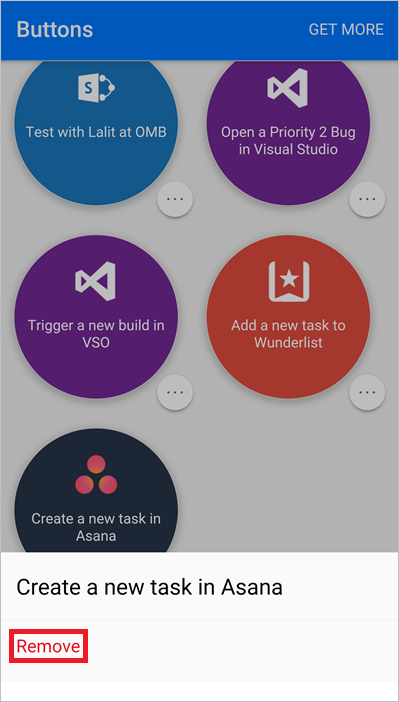 Buttons
GET MORE
Test with Lalit at OMB
Open a Priority 2 Bug
in Visual Studio
Trigger a new build in
VSO
Add a new task to
Wunderlist
Create a new task in
Asana
Create a new task in Asana
Remove